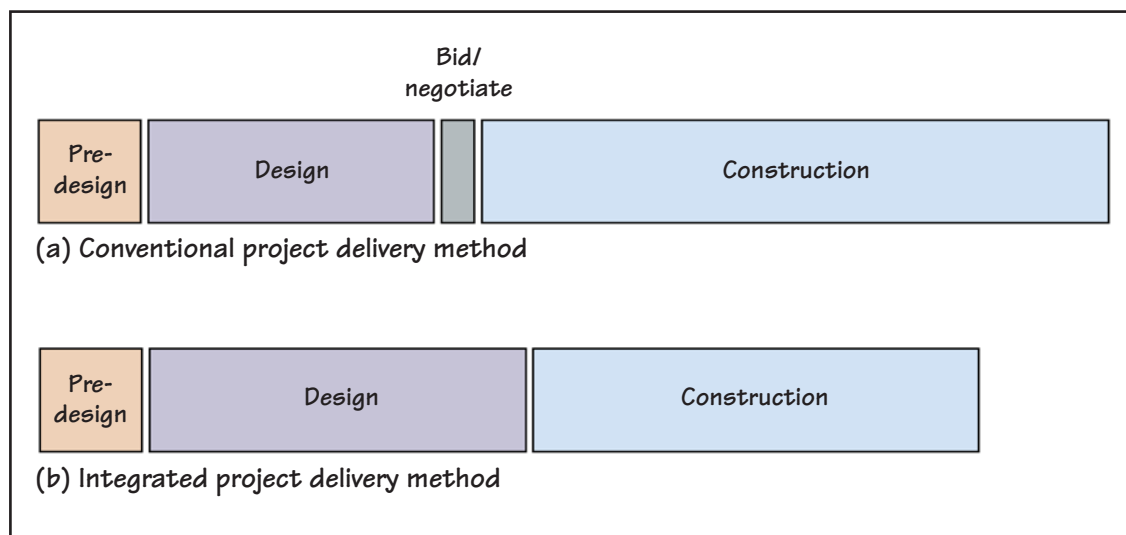 Bid/
negotiate
Pre-
design
Design
Construction
(a) Conventional project delivery method
Pre-
design
Design
Construction
(b) Integrated project delivery method